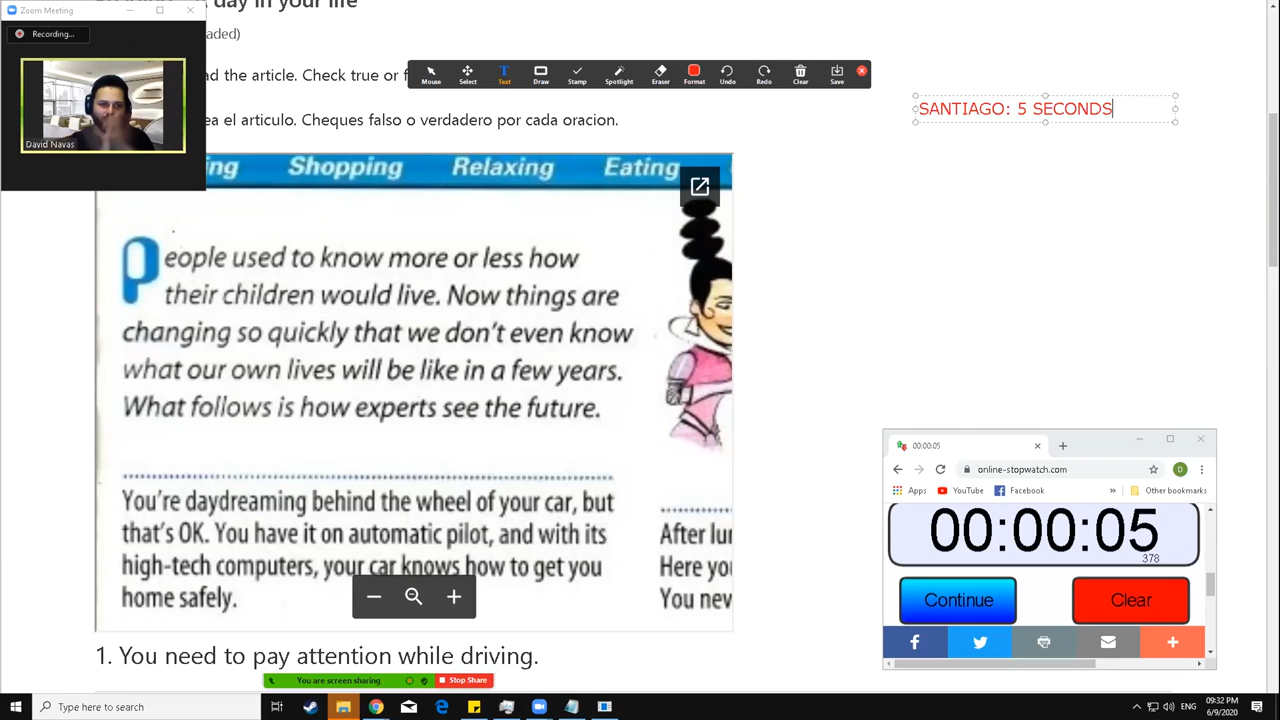 day in your life
Zoom Meeting
Recording...
David Navas
aded)
ad the article. Check true or f
ea el articulo. Cheques falso o verdadero por cada oracion.
Mouse Select Text Draw Stamp Spotlight Eraser Format Undo Redo Clear Save
SANTIAGO: 5 SECONDS
ing Shopping Relaxing Eating
People used to know more or less how
their children would live. Now things are
changing so quickly that we don't even know
what our own lives will be like in a few years.
What follows is how experts see the future.
You're daydreaming behind the wheel of your car, but
that's OK. You have it on automatic pilot, and with its
high-tech computers, your car knows how to get you
home safely.
After lun
Here you
You nev
1. You need to pay attention while driving.
You are screen sharing Stop Share
00:00:05
online-stopwatch.com
D
Apps YouTube Facebook » Other bookmarks
00:00:05
378
Continue Clear
Type here to search
ENG
09:32 PM
6/9/2020